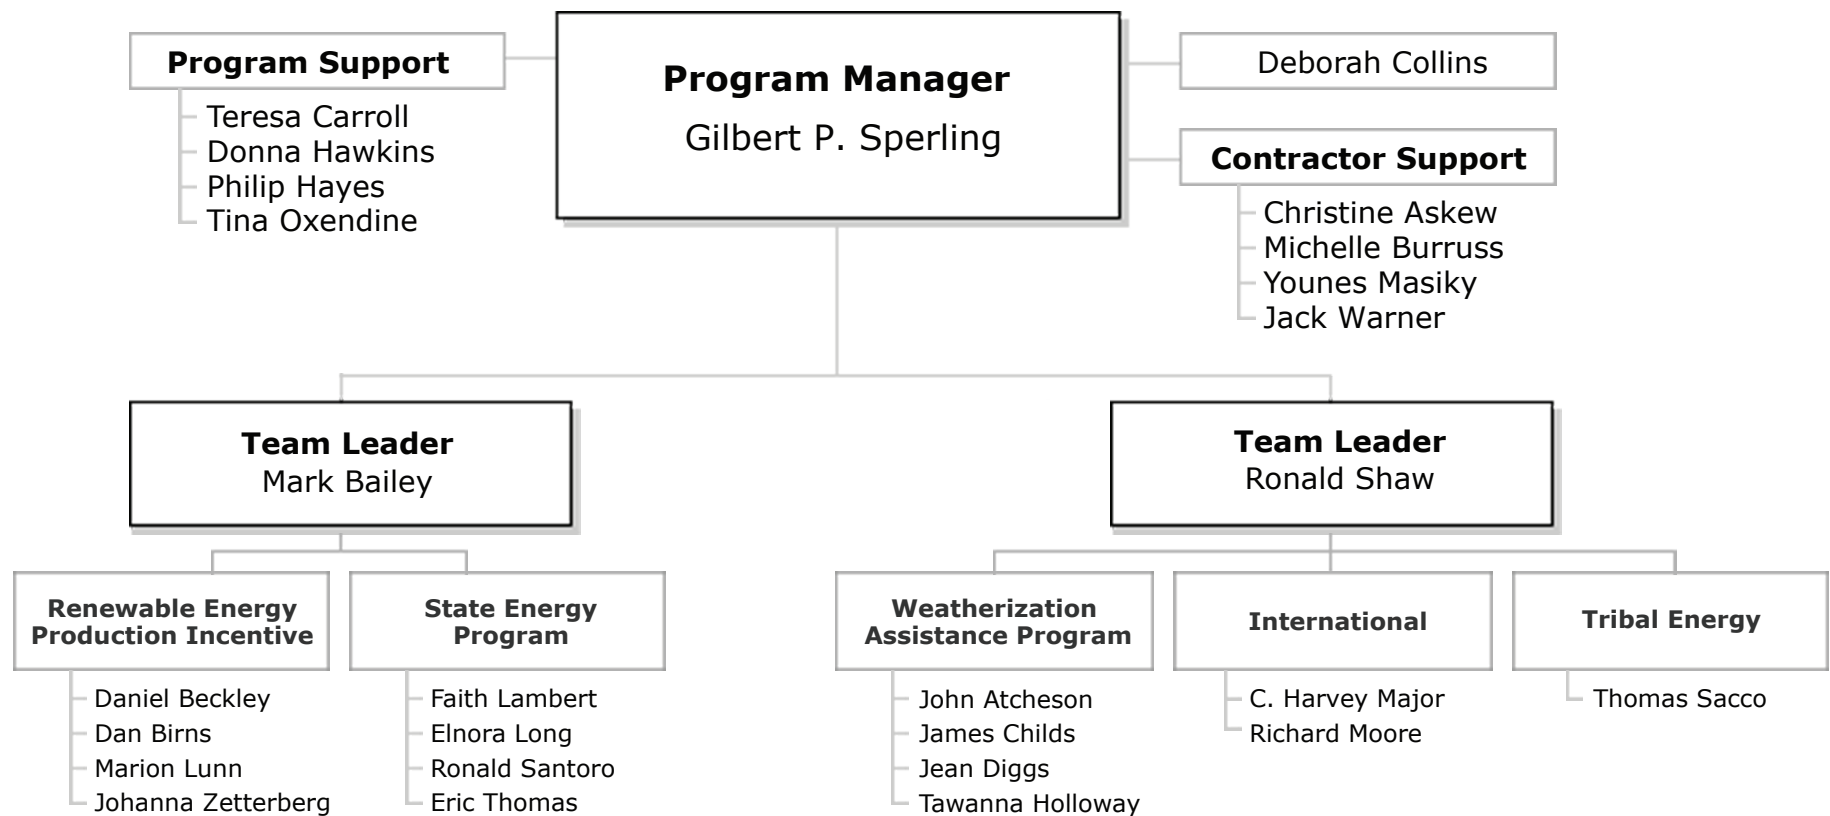 Program Support
Teresa Carroll
Donna Hawkins
Philip Hayes
Tina Oxendine
Program Manager
Gilbert P. Sperling
Deborah Collins
Contractor Support
Christine Askew
Michelle Burruss
Younes Masiky
Jack Warner
Team Leader
Mark Bailey
Renewable Energy
Production Incentive
Daniel Beckley
Dan Birns
Marion Lunn
Johanna Zetterberg
State Energy
Program
Faith Lambert
Elnora Long
Ronald Santoro
Eric Thomas
Team Leader
Ronald Shaw
Weatherization
Assistance Program
John Atcheson
James Childs
Jean Diggs
Tawanna Holloway
International
C. Harvey Major
Richard Moore
Tribal Energy
Thomas Sacco